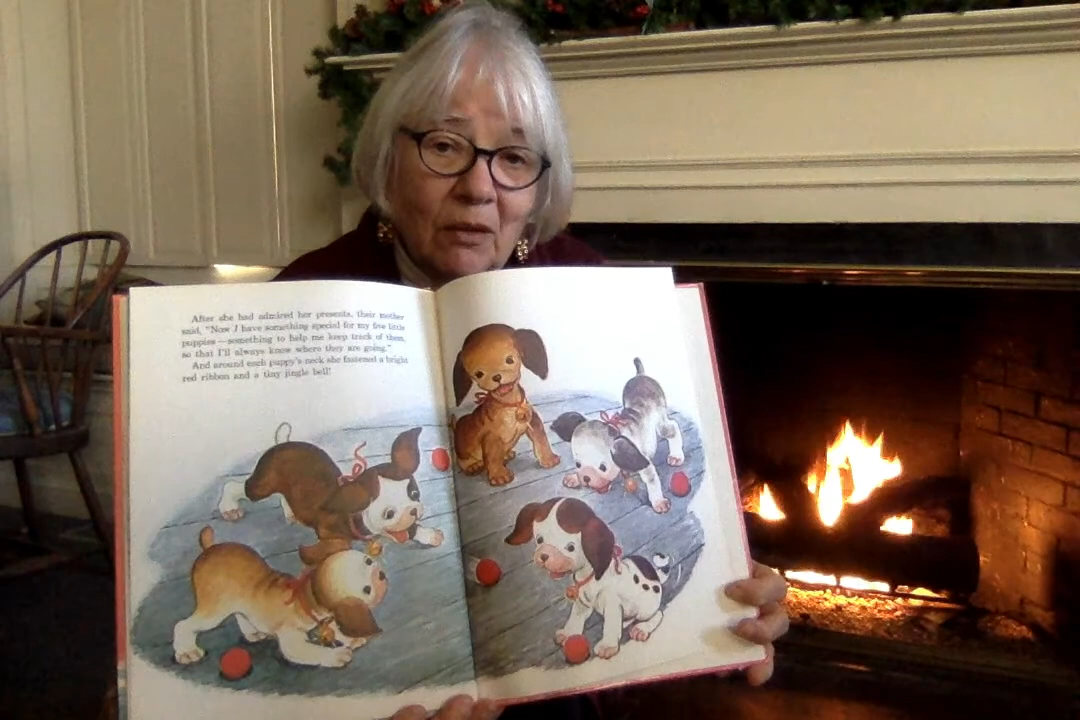 After she had admired her presents, their mother
said, "Now I have something special for my five little
puppies—something to help me keep track of them,
so that I'll always know where they are going."
And around each puppy's neck she fastened a bright
red ribbon and a tiny jingle bell!